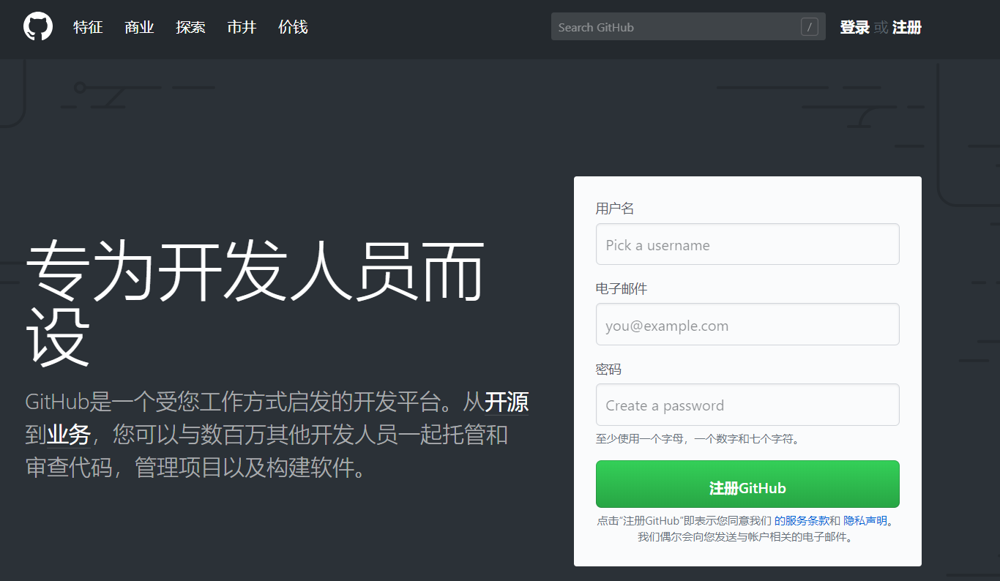 特征 商业 探索 市井 价钱 Search GitHub / 登录 或 注册
专为开发人员而
设
GitHub是一个受您工作方式启发的开发平台。从开源
到业务，您可以与数百万其他开发人员一起托管和
审查代码，管理项目以及构建软件。
用户名
Pick a username
电子邮件
you@example.com
密码
Create a password
至少使用一个字母，一个数字和七个字符。
注册GitHub
点击“注册GitHub”即表示您同意我们 的服务条款和 隐私声明。
我们偶尔会向您发送与帐户相关的电子邮件。